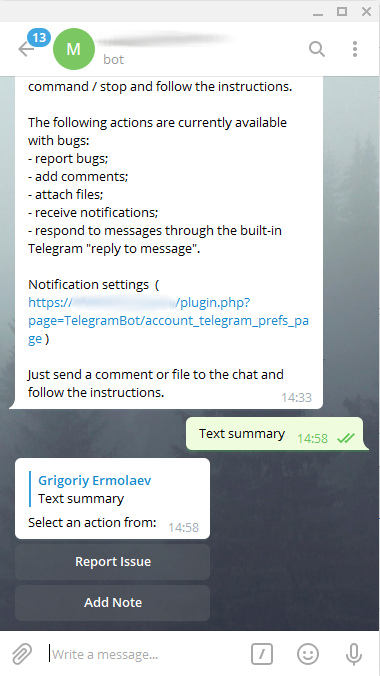 13
M
bot
command / stop and follow the instructions.
The following actions are currently available
with bugs:
- report bugs;
- add comments;
- attach files;
- receive notifications;
- respond to messages through the built-in
Telegram "reply to message".
Notification settings (
https:// /plugin.php?
page=TelegramBot/account_telegram_prefs_pa
ge )
Just send a comment or file to the chat and
follow the instructions.
14:33
Text summary 14:58
Grigoriy Ermolaev
Text summary
Select an action from: 14:58
Report Issue
Add Note
Write a message...